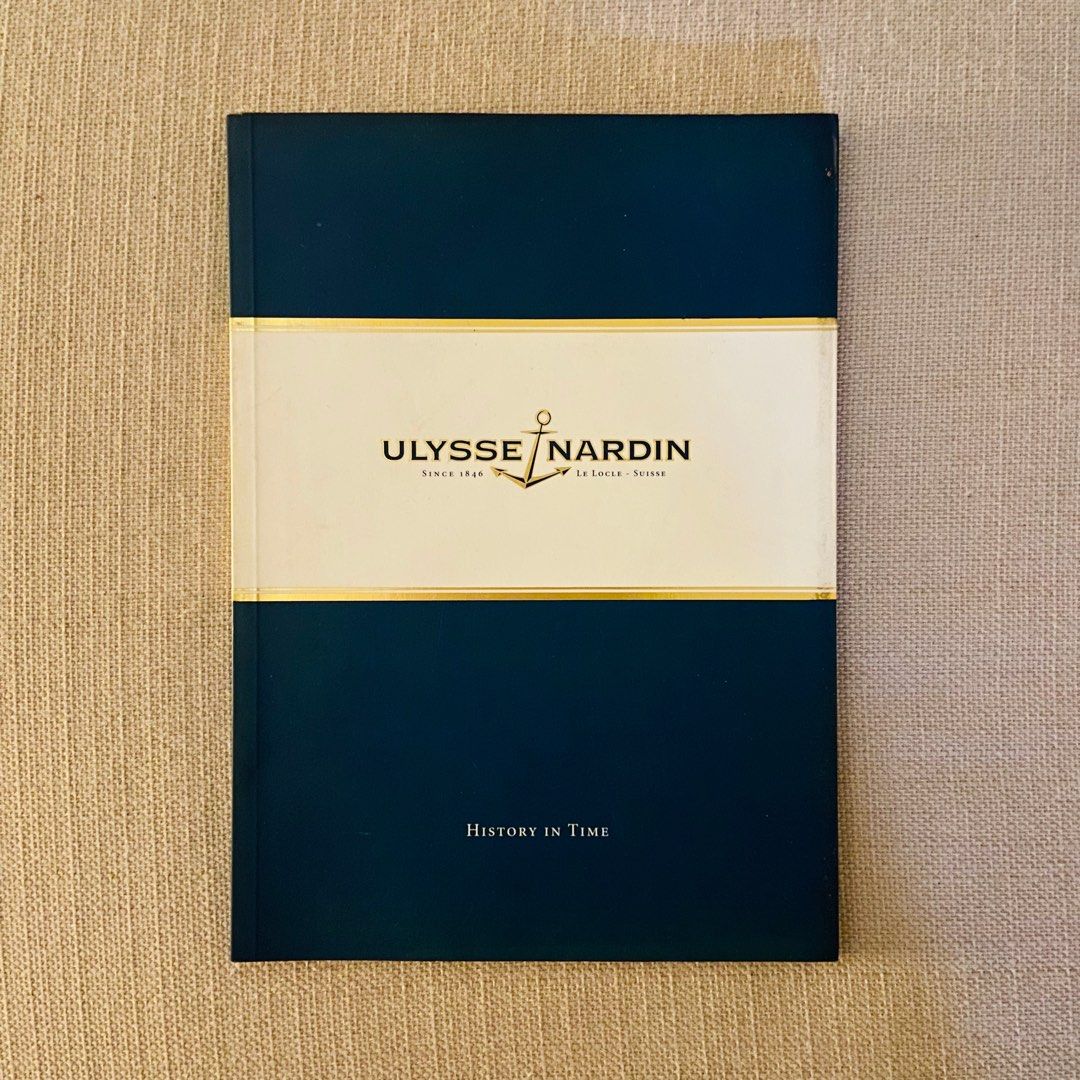 ULYSSE NARDIN
SINCE 1846 LE LOCLE - SUISSE
HISTORY IN TIME